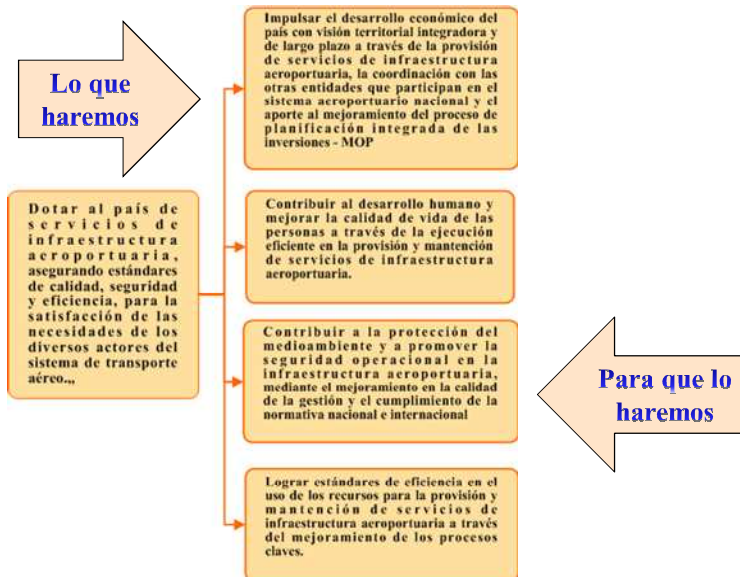 Lo que
haremos
Impulsar el desarrollo económico del
país con visión territorial integradora y
de largo plazo a través de la provisión
de servicios de infraestructura
aeroportuaria, la coordinación con las
otras entidades que participan en el
sistema aeroportuario nacional y el
aporte al mejoramiento del proceso de
planificación integrada de las
inversiones - MOP
Dotar al país de
servicios de
infraestructura
aeroportuaria,
asegurando estándares
de calidad, seguridad
y eficiencia, para la
satisfacción de las
necesidades de los
diversos actores del
sistema de transporte
aéreo..,
Contribuir al desarrollo humano y
mejorar la calidad de vida de las
personas a través de la ejecución
eficiente en la provisión y mantención
de servicios de infraestructura
aeroportuaria.
Contribuir a la protección del
medioambiente y a promover la
seguridad operacional en la
infraestructura aeroportuaria,
mediante el mejoramiento en la calidad
de la gestión y el cumplimiento de la
normativa nacional e internacional
Para que lo
haremos
Lograr estándares de eficiencia en el
uso de los recursos para la provisión y
mantención de servicios de
infraestructura aeroportuaria a través
del mejoramiento de los procesos
claves.